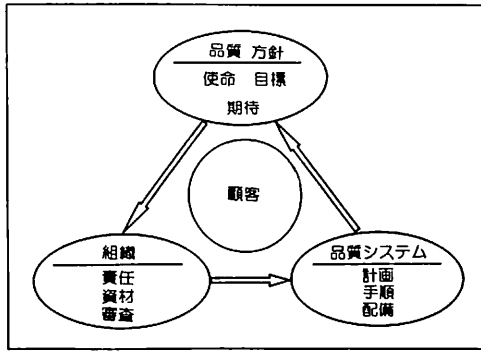 品質 方針
使命 目標
期待
顧客
組織
責任
資材
審査
品質システム
計画
手順
配備